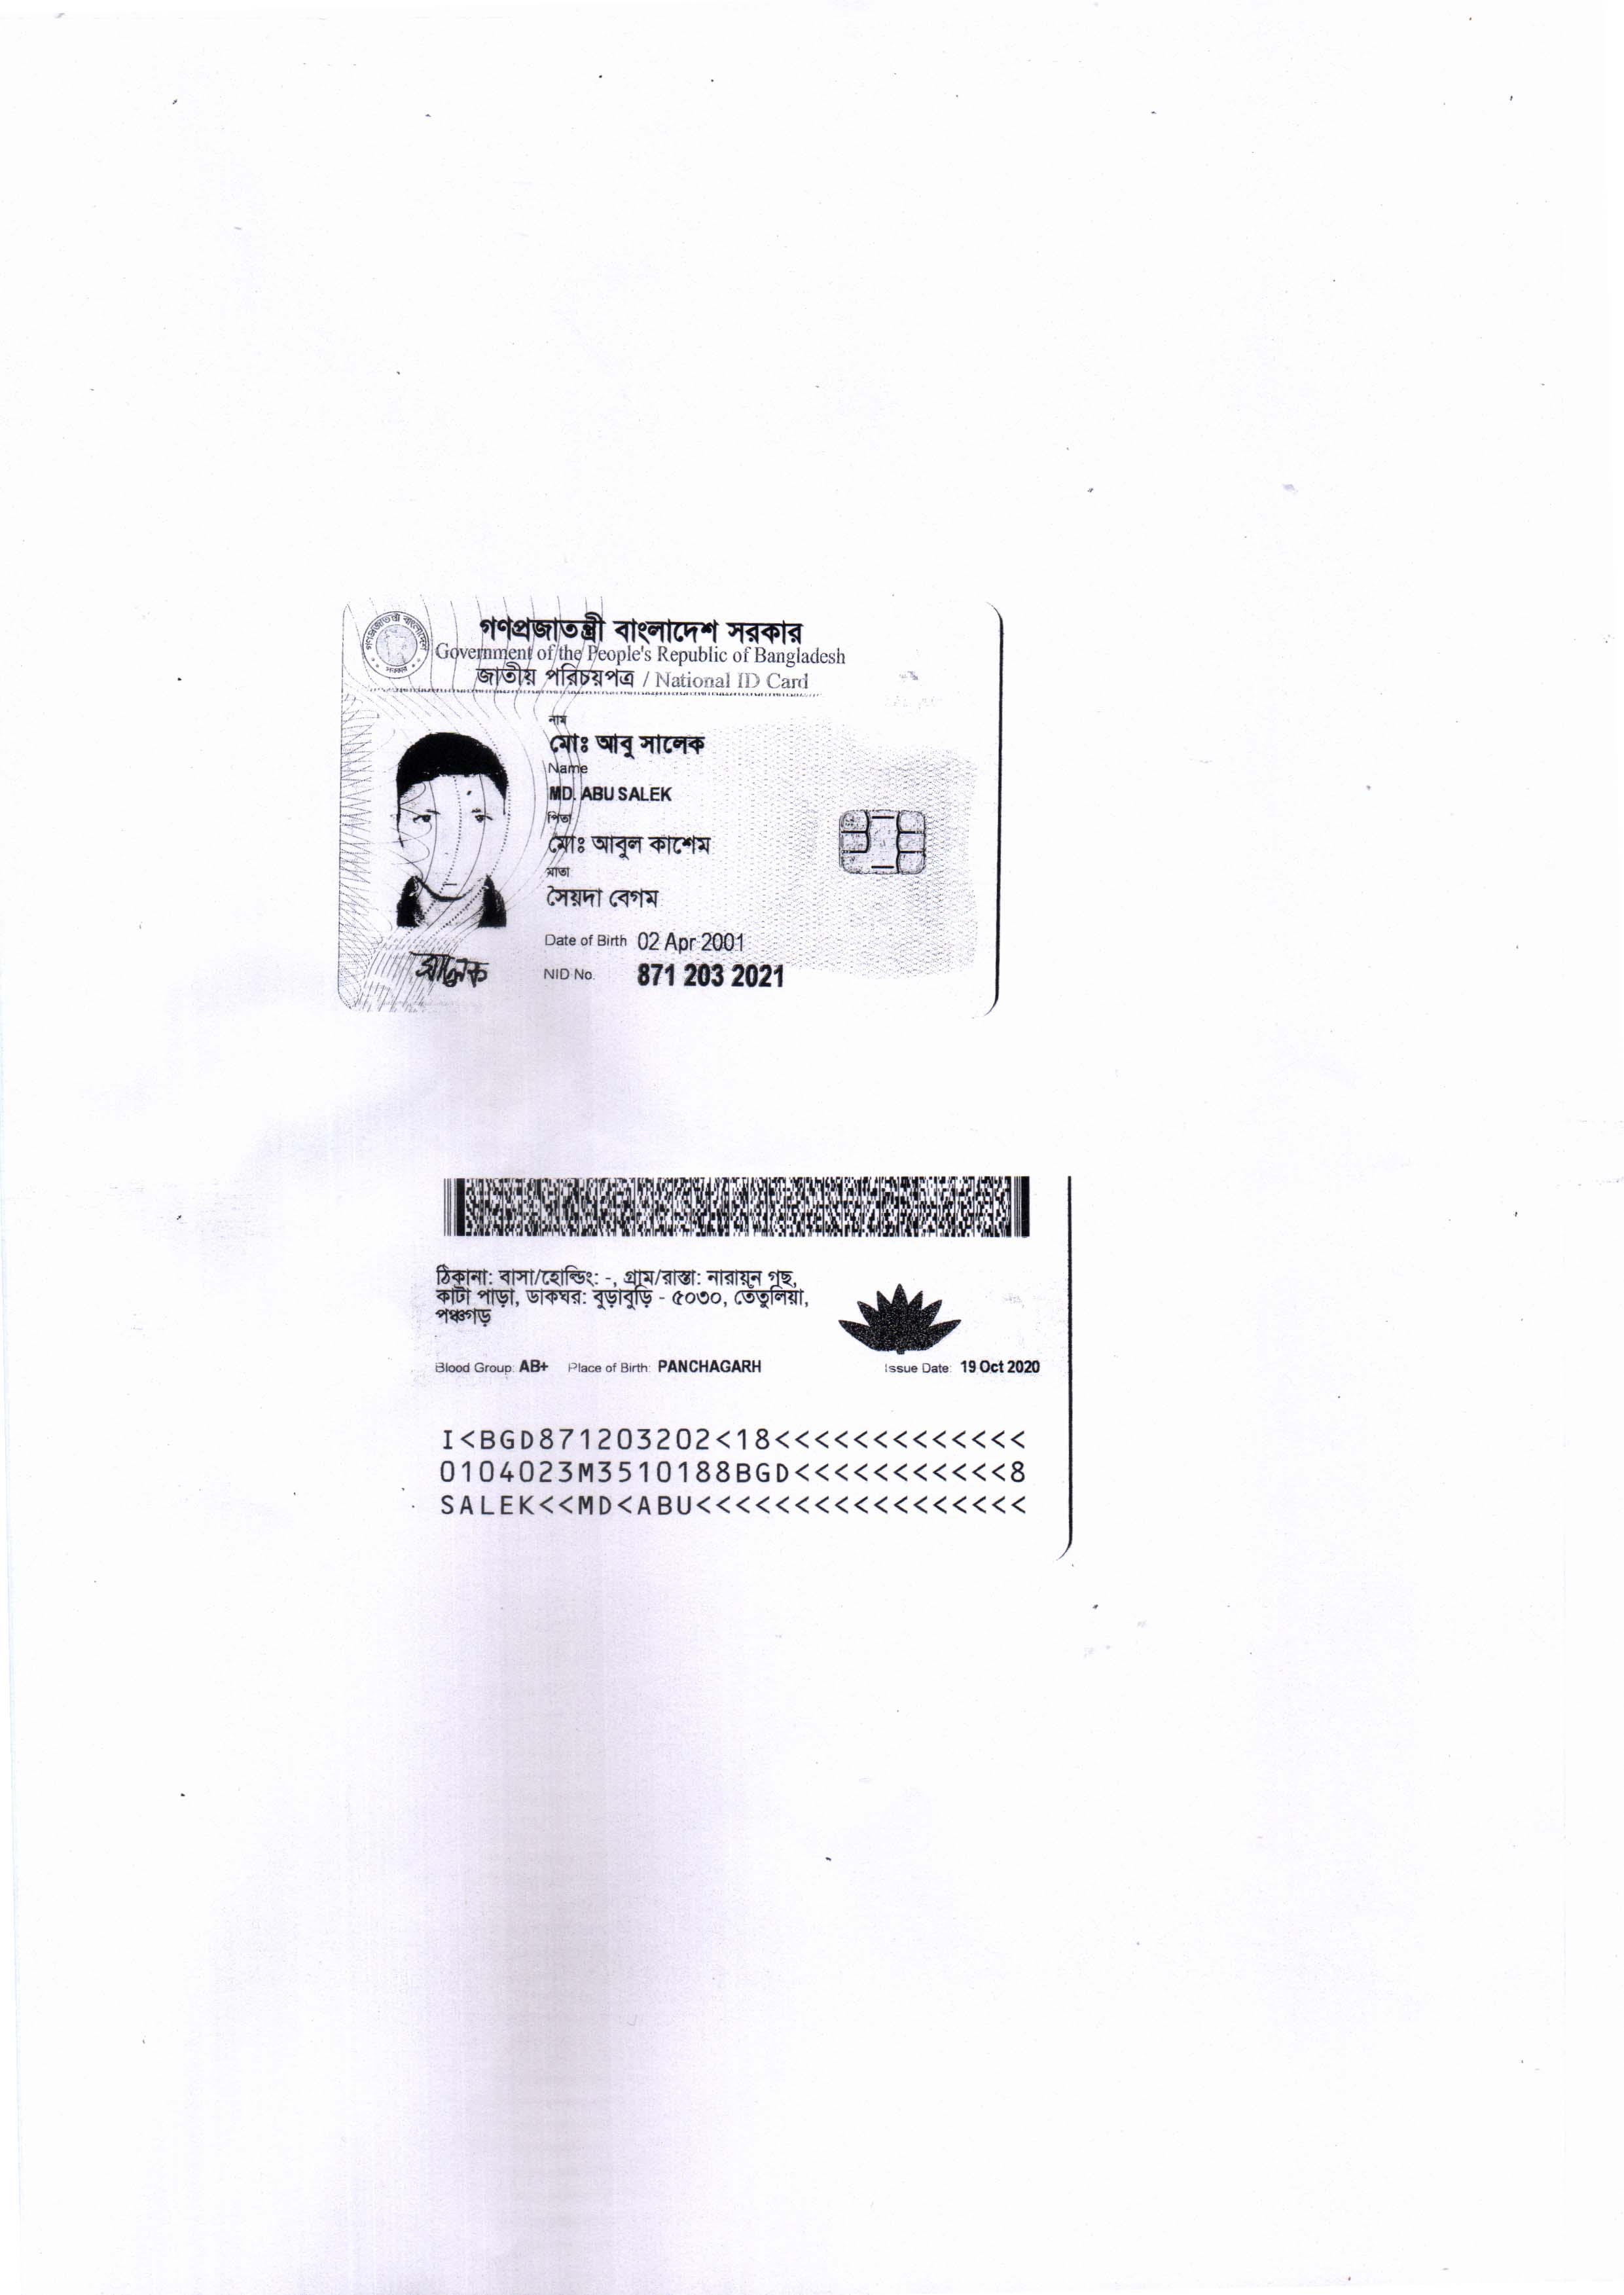 গণপ্রজাতন্ত্রী বাংলাদেশ সরকার
Government of the People's Republic of Bangladesh
জাতীয় পরিচয়পত্র / National ID Card
নাম
মোঃ আবু সালেক
Name
MD. ABU SALEK
পিতা
মোঃ আবুল কাশেম
মাতা
সৈয়দা বেগম
Date of Birth 02 Apr 2001
সালেক
NID No. 871 203 2021
ঠিকানা: বাসা/হোল্ডিং: -, গ্রাম/রাস্তা: নারায়ন গছ,
কাটা পাড়া, ডাকঘর: বুড়াবুড়ি - ৫০৩০, তেঁতুলিয়া,
পঞ্চগড়
Blood Group: AB+ Place of Birth: PANCHAGARH Issue Date: 19 Oct 2020
I<BGD871203202<18<<<<<<<<<<<<<
0104023M3510188BGD<<<<<<<<<<<8
SALEK<<MD<ABU<<<<<<<<<<<<<<<<<